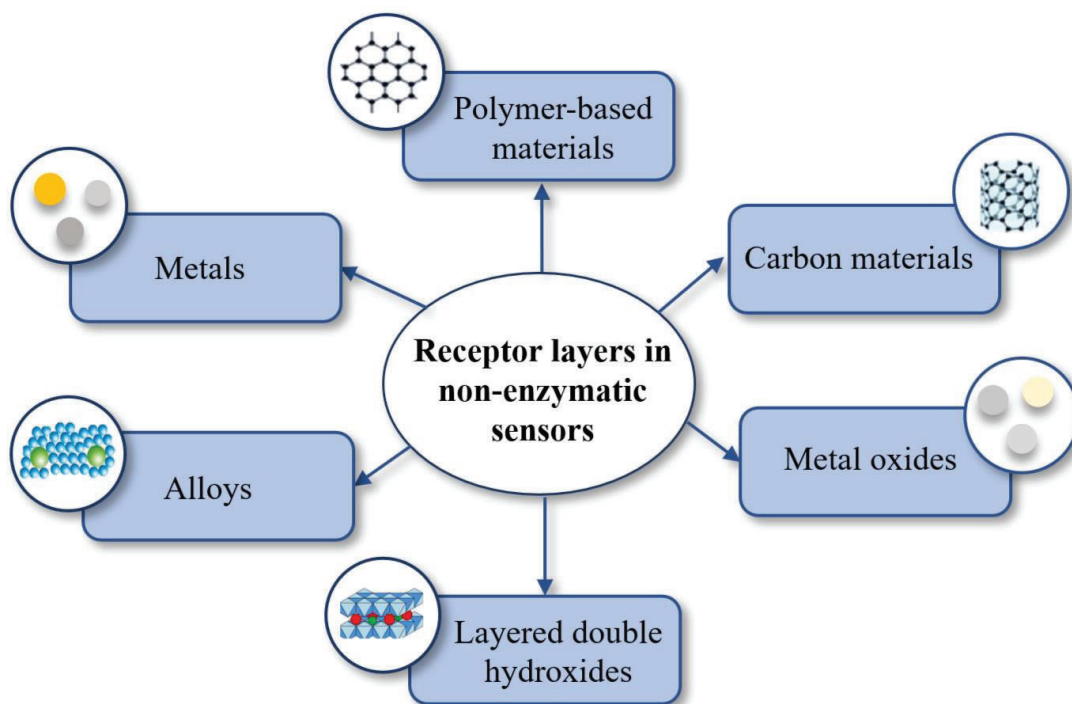 Polymer-based
materials
Metals
Carbon materials
Receptor layers in
non-enzymatic
sensors
Alloys
Metal oxides
Layered double
hydroxides